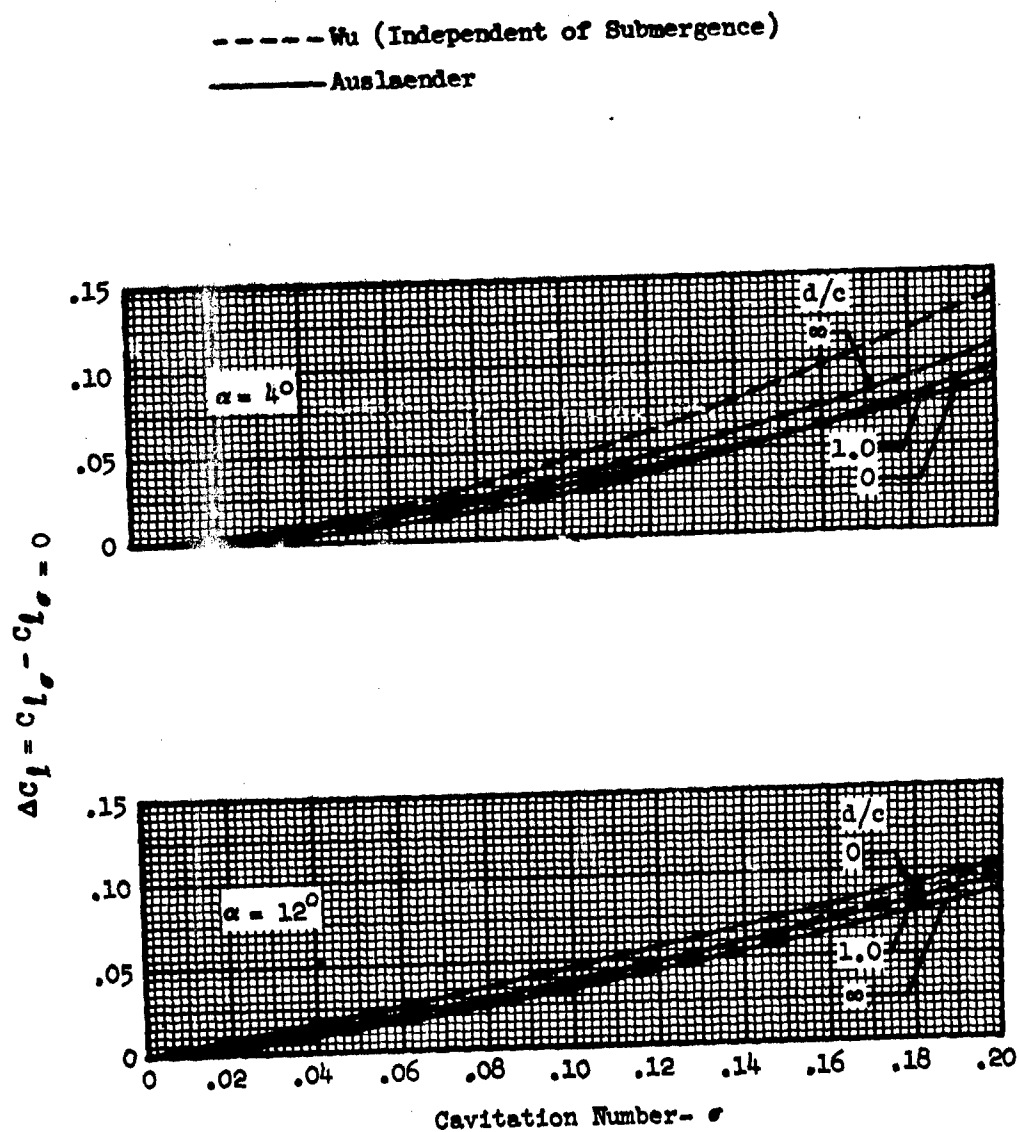 Wu (Independent of Submergence)
Auslaender
.15
.10
.05
0
α = 4°
d/c
∞
1.0
0
ΔC_l = C_l_σ - C_l_σ = 0
.15
.10
.05
0
α = 12°
d/c
0
1.0
∞
0 .02 .04 .06 .08 .10 .12 .14 .16 .18 .20
Cavitation Number- σ